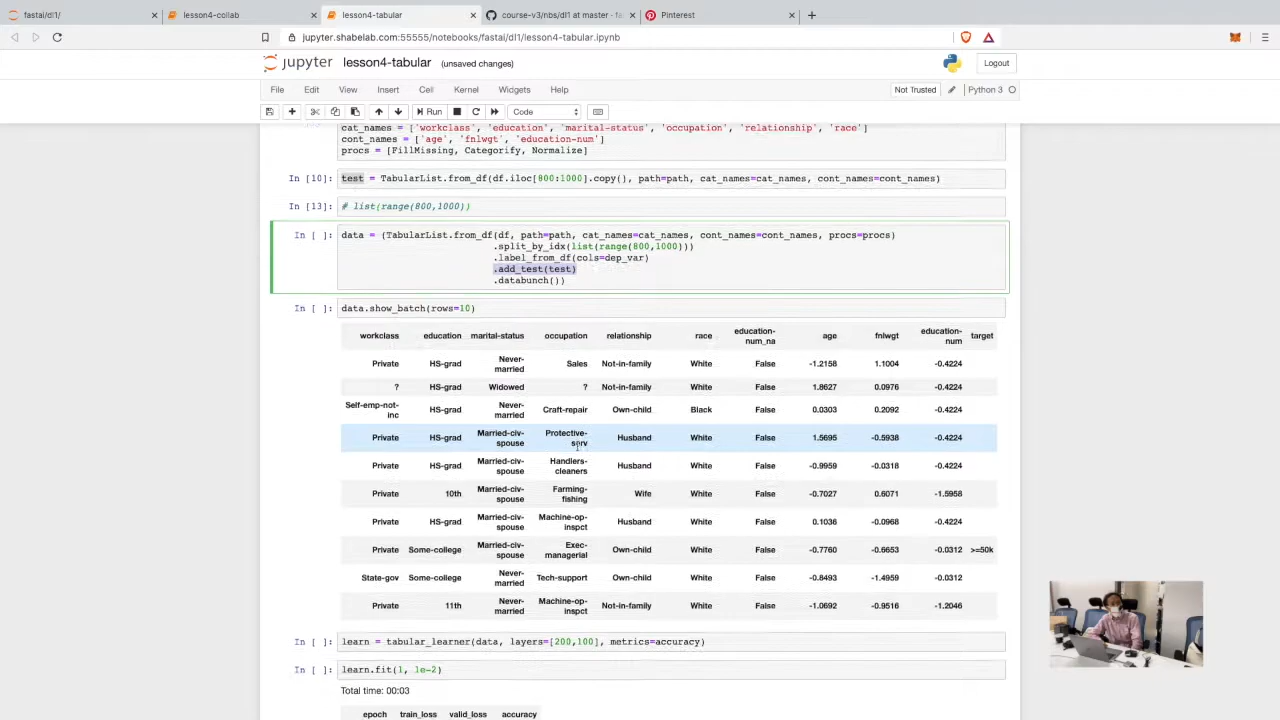 fastai/dl1/
lesson4-collab
lesson4-tabular
course-v3/nbs/dl1 at master · fas
Pinterest
jupyter.shabelab.com:55555/notebooks/fastai/dl1/lesson4-tabular.ipynb
jupyter lesson4-tabular (unsaved changes)
Logout
File Edit View Insert Cell Kernel Widgets Help
Not Trusted Python 3
Run Code
cat_names = ['workclass', 'education', 'marital-status', 'occupation', 'relationship', 'race']
cont_names = ['age', 'fnlwgt', 'education-num']
procs = [FillMissing, Categorify, Normalize]
In [10]: test = TabularList.from_df(df.iloc[800:1000].copy(), path=path, cat_names=cat_names, cont_names=cont_names)
In [13]: # list(range(800,1000))
In [ ]: data = (TabularList.from_df(df, path=path, cat_names=cat_names, cont_names=cont_names, procs=procs)
.split_by_idx(list(range(800,1000)))
.label_from_df(cols=dep_var)
.add_test(test)
.databunch())
In [ ]: data.show_batch(rows=10)
workclass education marital-status occupation relationship race education-num_na age fnlwgt education-num target
Private HS-grad Never-married Sales Not-in-family White False -1.2158 1.1004 -0.4224
? HS-grad Widowed ? Not-in-family White False 1.8627 0.0976 -0.4224
Self-emp-not-inc HS-grad Never-married Craft-repair Own-child Black False 0.0303 0.2092 -0.4224
Private HS-grad Married-civ-spouse Protective-serv Husband White False 1.5695 -0.5938 -0.4224
Private HS-grad Married-civ-spouse Handlers-cleaners Husband White False -0.9959 -0.0318 -0.4224
Private 10th Married-civ-spouse Farming-fishing Wife White False -0.7027 0.6071 -1.5958
Private HS-grad Married-civ-spouse Machine-op-inspct Husband White False 0.1036 -0.0968 -0.4224
Private Some-college Married-civ-spouse Exec-managerial Own-child White False -0.7760 -0.6653 -0.0312 >=50k
State-gov Some-college Never-married Tech-support Own-child White False -0.8493 -1.4959 -0.0312
Private 11th Never-married Machine-op-inspct Not-in-family White False -1.0692 -0.9516 -1.2046
In [ ]: learn = tabular_learner(data, layers=[200,100], metrics=accuracy)
In [ ]: learn.fit(1, 1e-2)
Total time: 00:03
epoch train_loss valid_loss accuracy